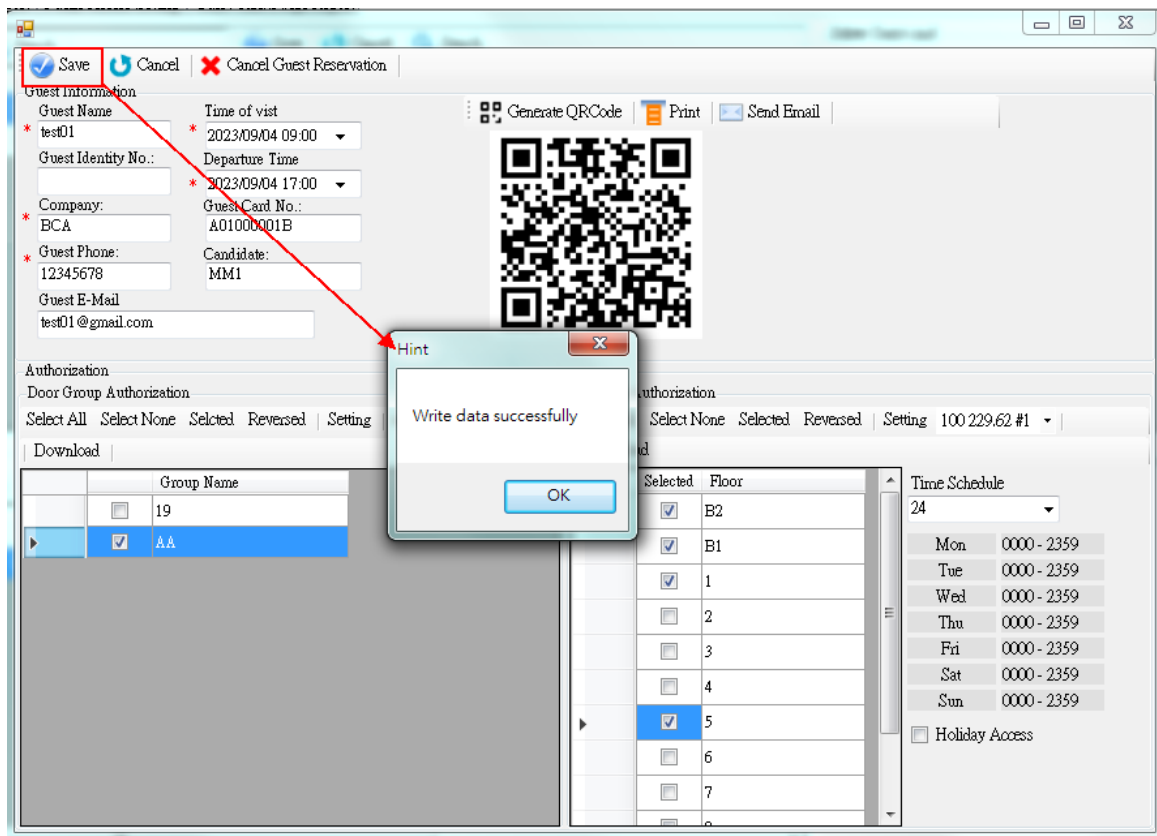 Save Cancel Cancel Guest Reservation
Guest Information
Guest Name Time of vist
Generate QRCode Print Send Email
* test01 * 2023/09/04 09:00
Guest Identity No.: Departure Time
* 2023/09/04 17:00
Company: Guest Card No.:
* BCA A01000001B
* Guest Phone: Candidate:
12345678 MM1
Guest E-Mail
test01@gmail.com
Hint
Write data successfully
OK
Authorization
Door Group Authorization
Select All Select None Selcted Reversed Setting
Download
Group Name
19
AA
uthorization
Select None Selected Reversed Setting 100 229.62 #1
Selected Floor
B2
B1
1
2
3
4
5
6
7
Time Schedule
24
Mon 0000 - 2359
Tue 0000 - 2359
Wed 0000 - 2359
Thu 0000 - 2359
Fri 0000 - 2359
Sat 0000 - 2359
Sun 0000 - 2359
Holiday Access